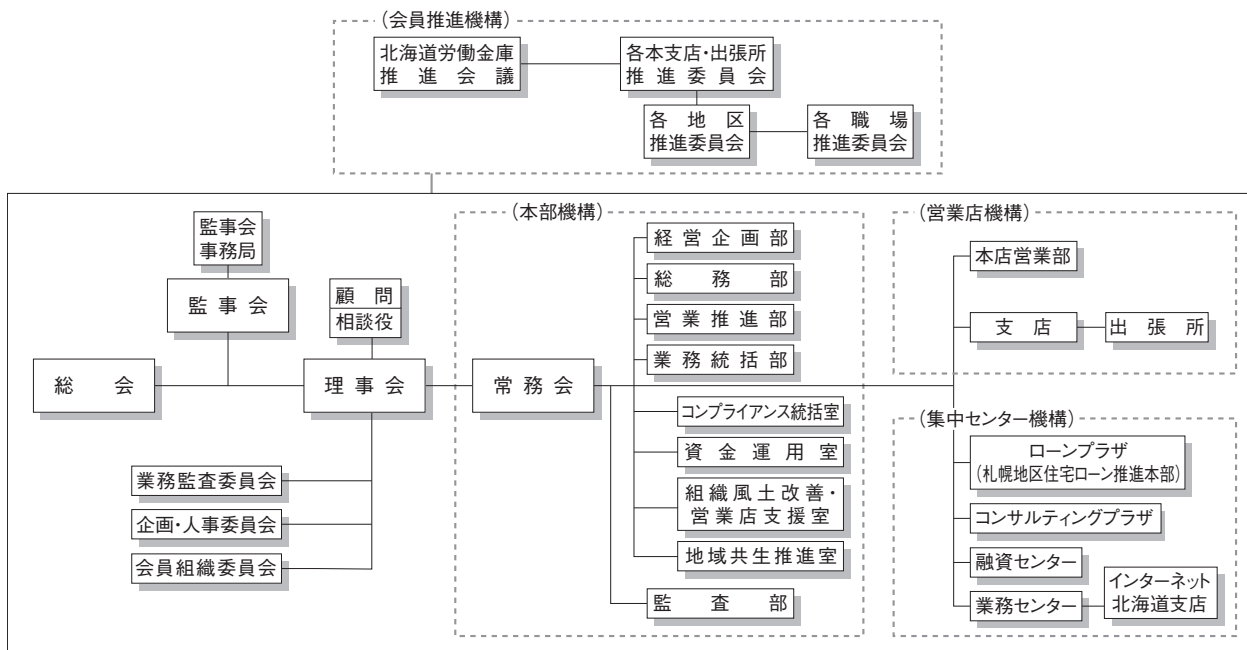 （会員推進機構）
北海道労働金庫
推進会議
各本支店・出張所
推進委員会
各地区
推進委員会
各職場
推進委員会
監事会
事務局
監事会
顧問
相談役
総会
理事会
業務監査委員会
企画・人事委員会
会員組織委員会
（本部機構）
常務会
経営企画部
総務部
営業推進部
業務統括部
コンプライアンス統括室
資金運用室
組織風土改善・
営業店支援室
地域共生推進室
監査部
（営業店機構）
本店営業部
支店
出張所
（集中センター機構）
ローンプラザ
（札幌地区住宅ローン推進本部）
コンサルティングプラザ
融資センター
業務センター
インターネット
北海道支店